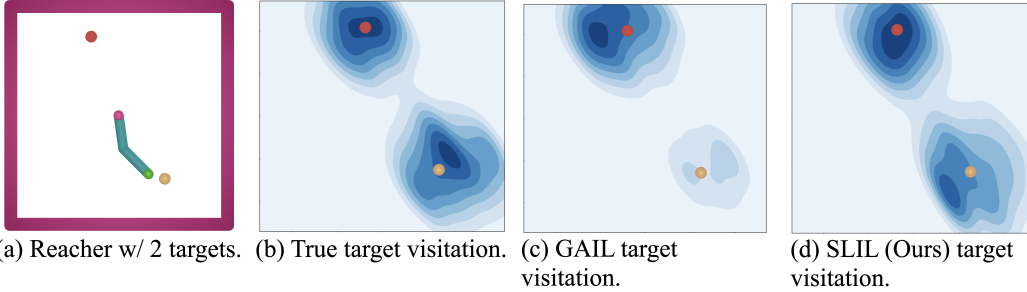 (a) Reacher w/ 2 targets.
(b) True target visitation.
(c) GAIL target
visitation.
(d) SLIL (Ours) target
visitation.